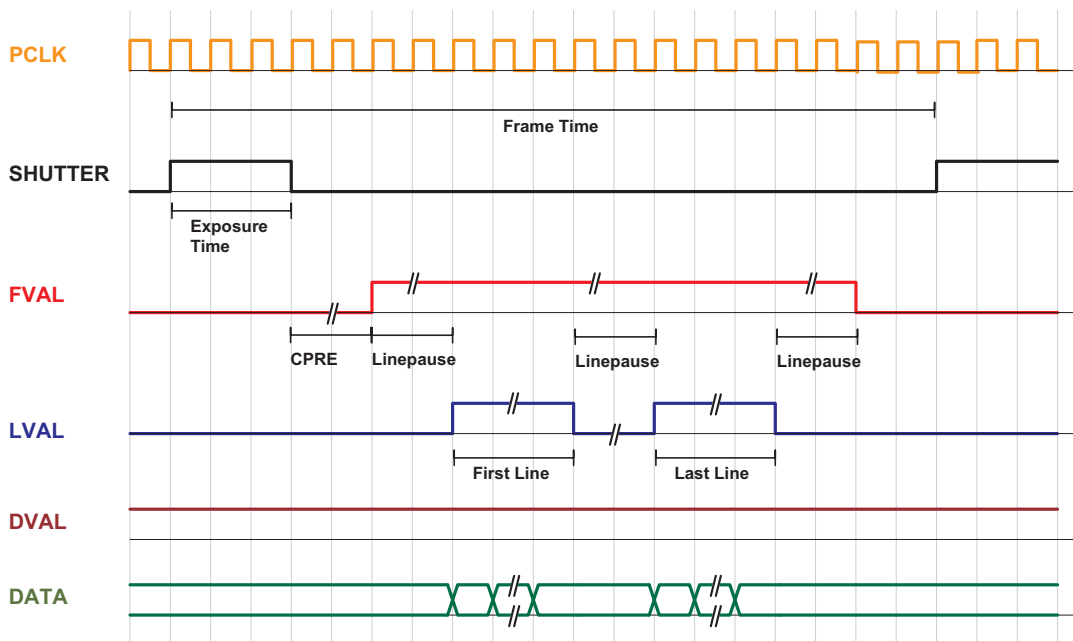 PCLK
Frame Time
SHUTTER
Exposure
Time
FVAL
CPRE Linepause Linepause Linepause
LVAL
First Line Last Line
DVAL
DATA